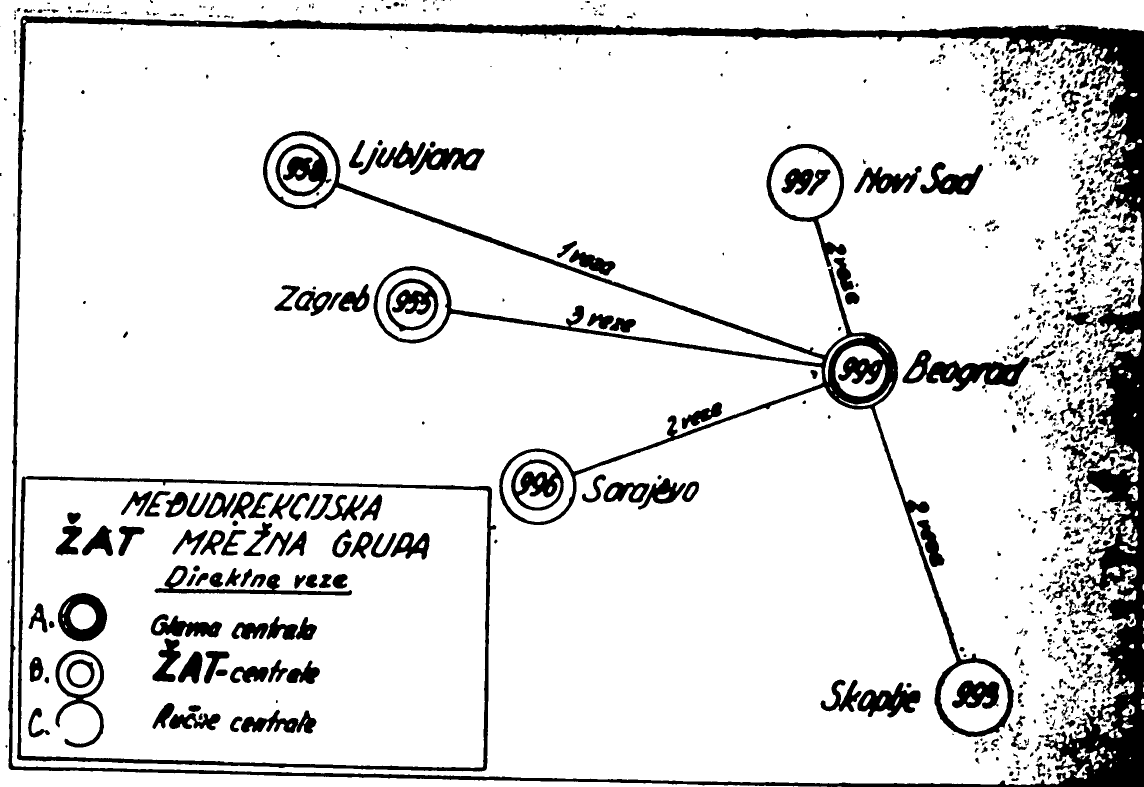 Ljubljana
997 Novi Sad
1 veza
2 veze
Zagreb 955
3 veze
999 Beograd
2 veze
996 Sarajevo
2 veze
Skoplje 993
MEĐUDIREKCIJSKA
ŽAT MREŽNA GRUPA
Direktne veze
A. Glavna centrala
B. ŽAT-centrale
C. Ručne centrale